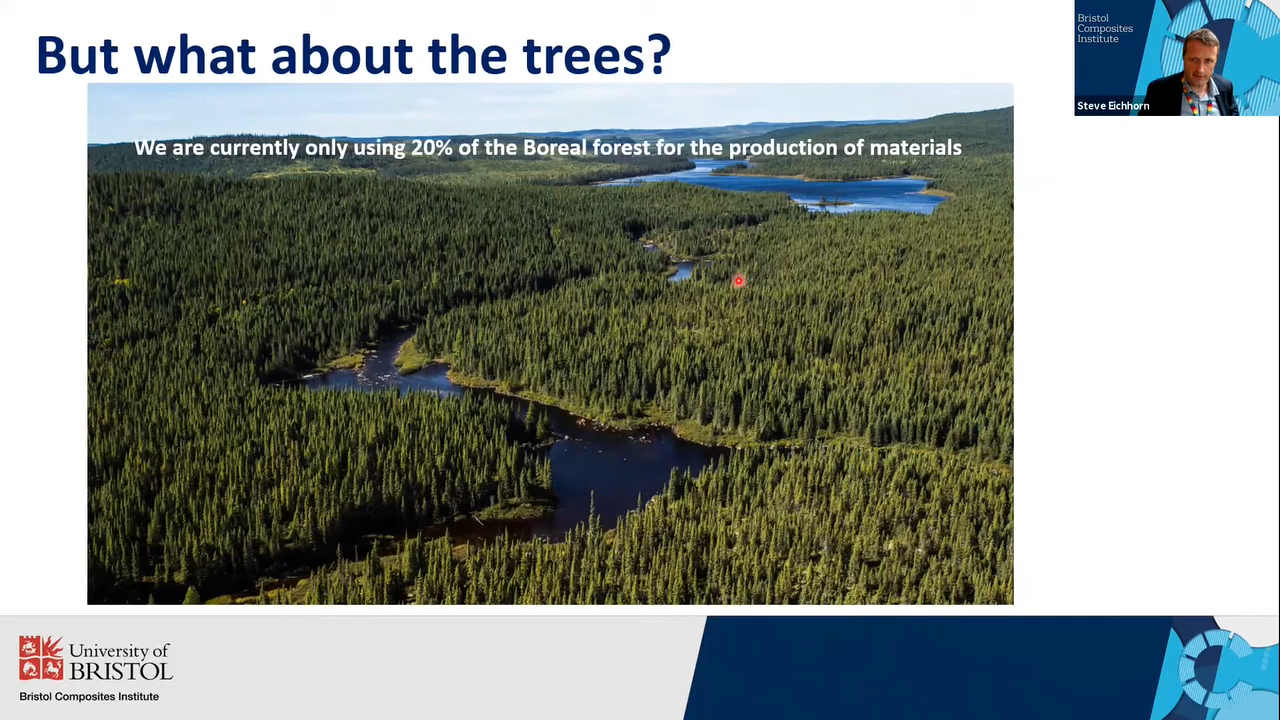 But what about the trees?
We are currently only using 20% of the Boreal forest for the production of materials
Bristol
Composites
Institute
Steve Eichhorn
University of
BRISTOL
Bristol Composites Institute